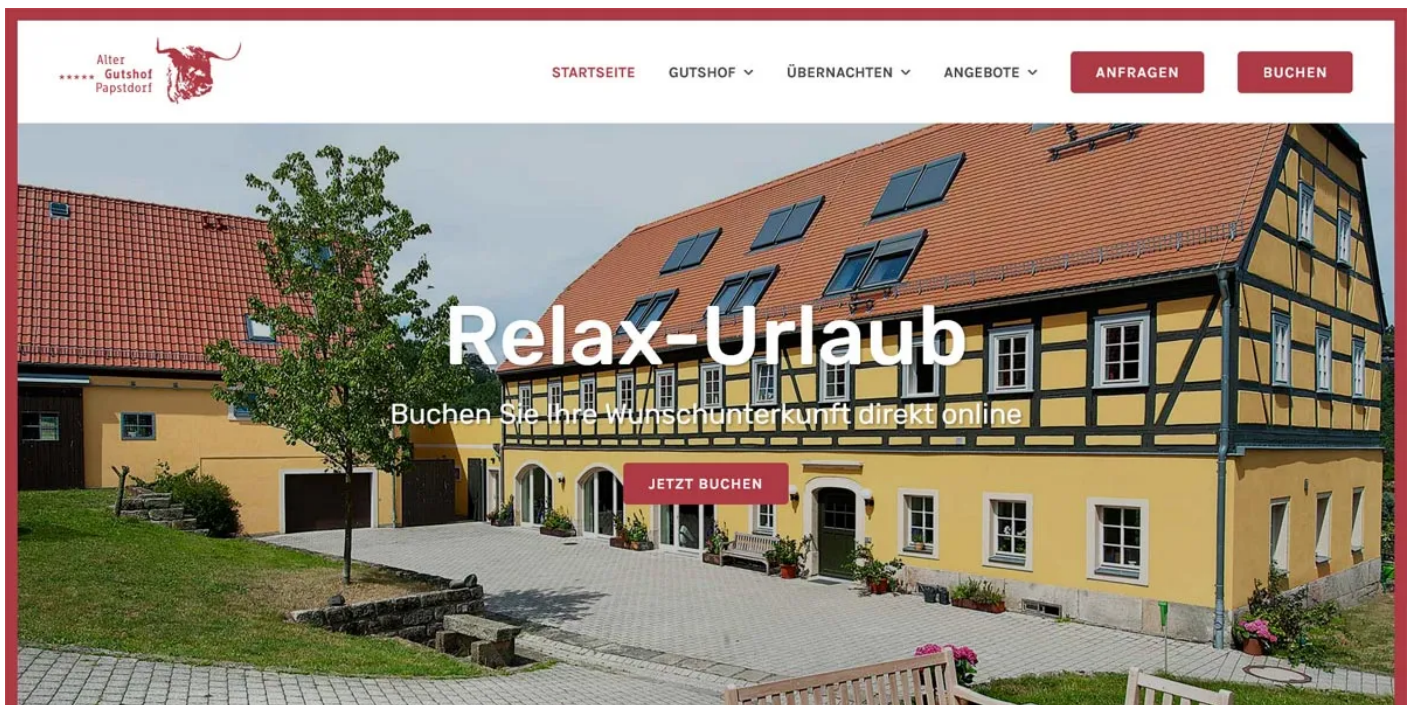 Alter
***** Gutshof
Papstdorf
STARTSEITE GUTSHOF ÜBERNACHTEN ANGEBOTE ANFRAGEN BUCHEN
Relax-Urlaub
Buchen Sie Ihre Wunschunterkunft direkt online
JETZT BUCHEN